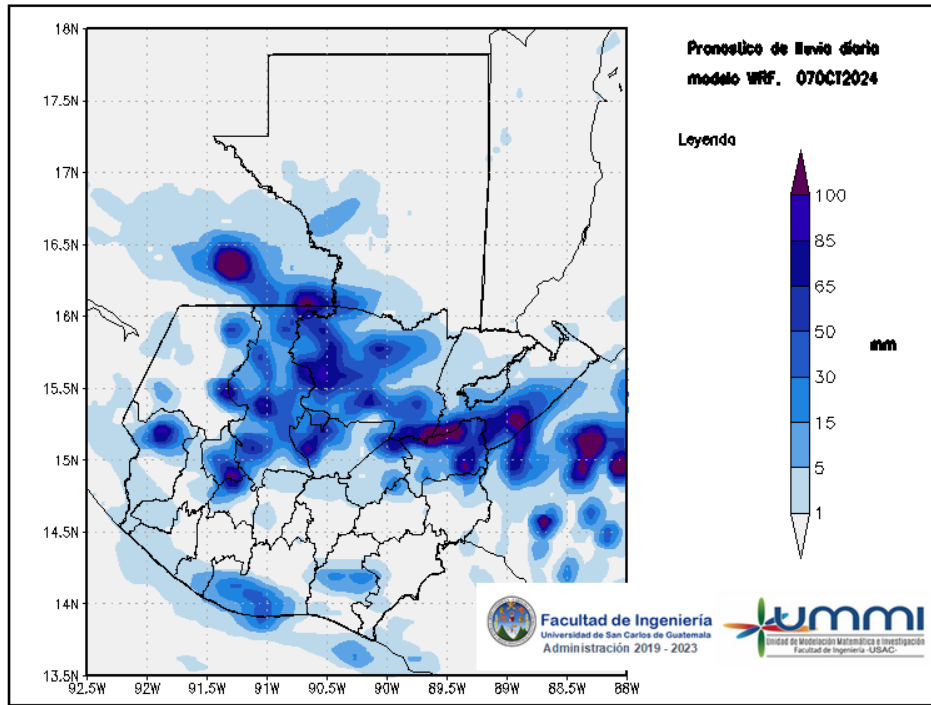 18N
17.5N
17N
16.5N
16N
15.5N
15N
14.5N
14N
13.5N
92.5W
92W
91.5W
91W
90.5W
90W
89.5W
89W
88.5W
88W
Pronostico de lluvia diaria
modelo WRF. 07OCT2024
Leyenda
100
85
65
50
30
15
5
1
mm
Facultad de Ingeniería
Universidad de San Carlos de Guatemala
Administración 2019 - 2023
ummi
Unidad de Modelación Matemática e Investigación
Facultad de Ingeniería -USAC-